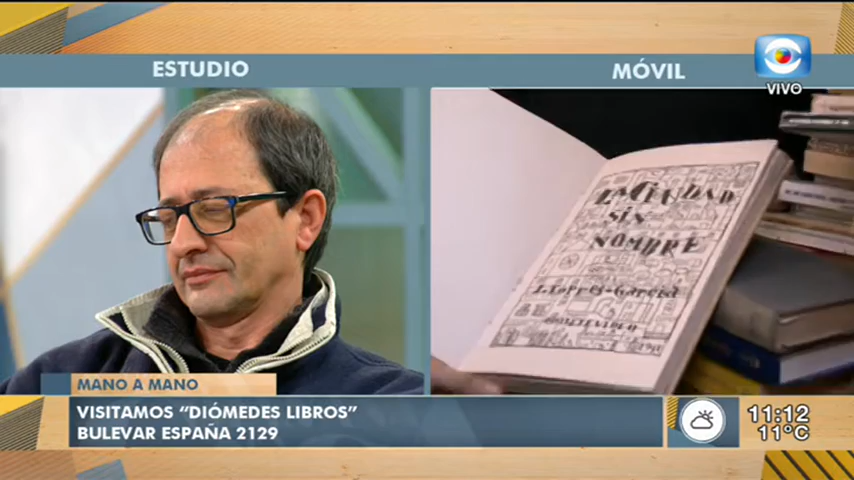 ESTUDIO
MÓVIL
VIVO
LA CIUDAD
SIN
NOMBRE
J. TORRES-GARCIA
MONTEVIDEO
MANO A MANO
VISITAMOS “DIÓMEDES LIBROS”
BULEVAR ESPAÑA 2129
11:12
11°C